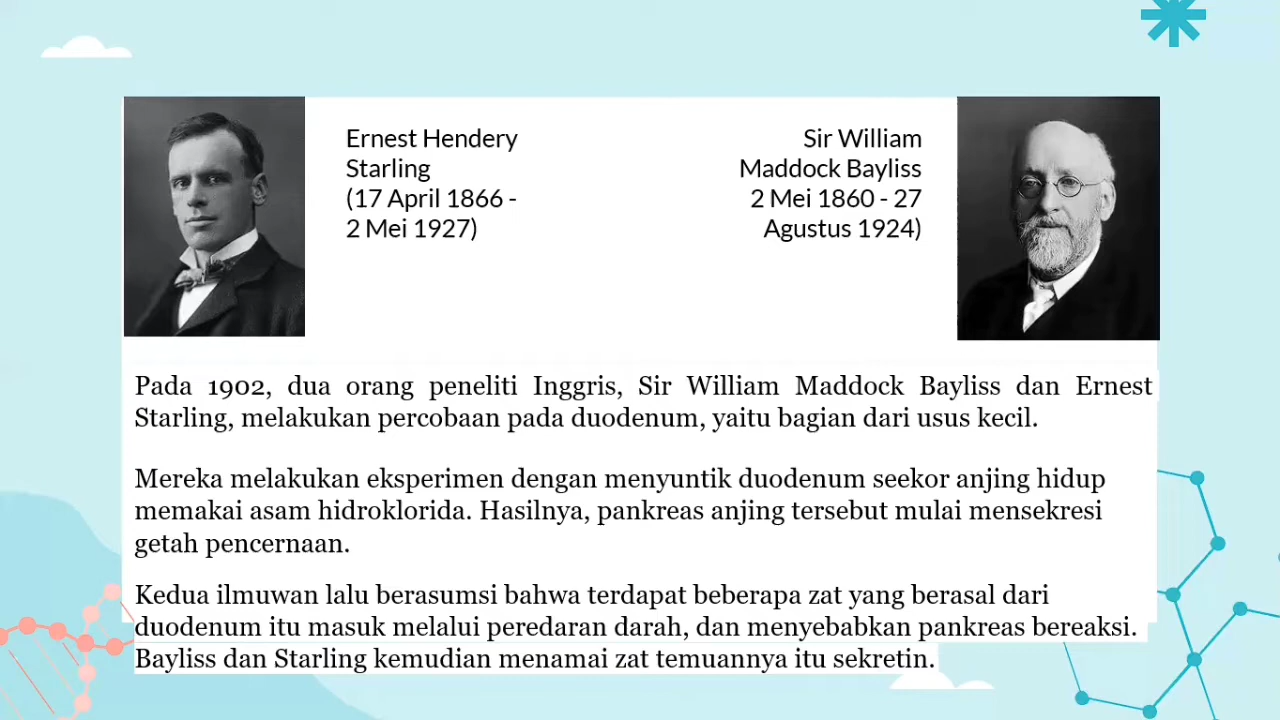 Ernest Hendery
Starling
(17 April 1866 -
2 Mei 1927)
Sir William
Maddock Bayliss
2 Mei 1860 - 27
Agustus 1924)
Pada 1902, dua orang peneliti Inggris, Sir William Maddock Bayliss dan Ernest
Starling, melakukan percobaan pada duodenum, yaitu bagian dari usus kecil.
Mereka melakukan eksperimen dengan menyuntik duodenum seekor anjing hidup
memakai asam hidroklorida. Hasilnya, pankreas anjing tersebut mulai mensekresi
getah pencernaan.
Kedua ilmuwan lalu berasumsi bahwa terdapat beberapa zat yang berasal dari
duodenum itu masuk melalui peredaran darah, dan menyebabkan pankreas bereaksi.
Bayliss dan Starling kemudian menamai zat temuannya itu sekretin.